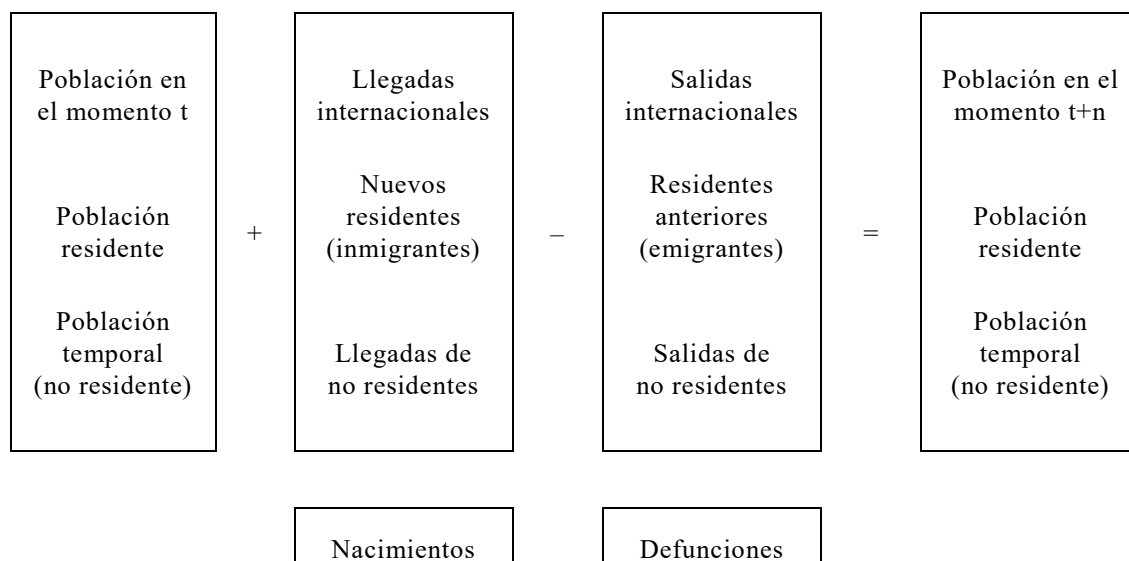 Población en
el momento t
Población
residente
Población
temporal
(no residente)
+
Llegadas
internacionales
Nuevos
residentes
(inmigrantes)
Llegadas de
no residentes
–
Salidas
internacionales
Residentes
anteriores
(emigrantes)
Salidas de
no residentes
=
Población en el
momento t+n
Población
residente
Población
temporal
(no residente)
Nacimientos
Defunciones